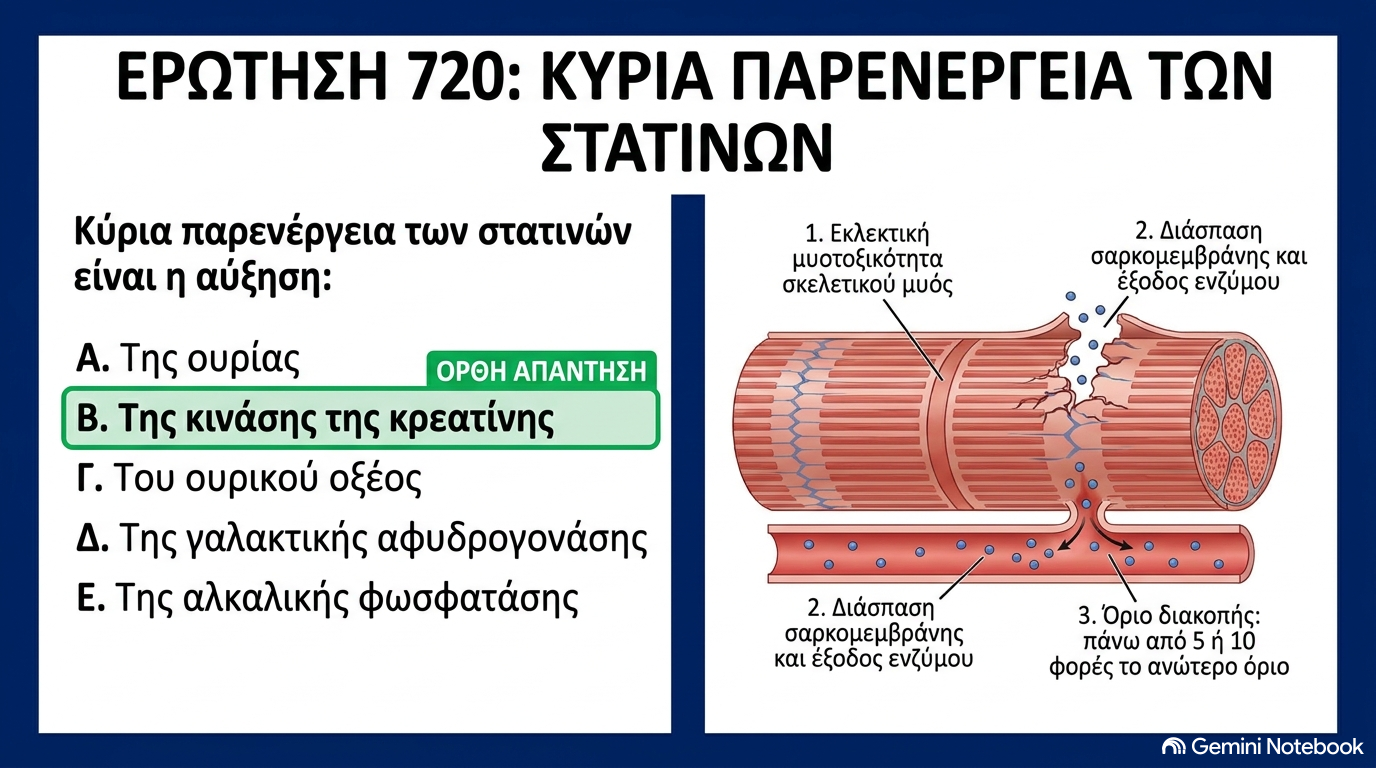 ΕΡΩΤΗΣΗ 720: ΚΥΡΙΑ ΠΑΡΕΝΕΡΓΕΙΑ ΤΩΝ
ΣΤΑΤΙΝΩΝ
Κύρια παρενέργεια των στατινών
είναι η αύξηση:
Α. Της ουρίας
ΟΡΘΗ ΑΠΑΝΤΗΣΗ
Β. Της κινάσης της κρεατίνης
Γ. Του ουρικού οξέος
Δ. Της γαλακτικής αφυδρογονάσης
Ε. Της αλκαλικής φωσφατάσης
1. Εκλεκτική
μυοτοξικότητα
σκελετικού μυός
2. Διάσπαση
σαρκομεμβράνης και
έξοδος ενζύμου
2. Διάσπαση
σαρκομεμβράνης
και έξοδος ενζύμου
3. Όριο διακοπής:
πάνω από 5 ή 10
φορές το ανώτερο όριο
Gemini Notebook